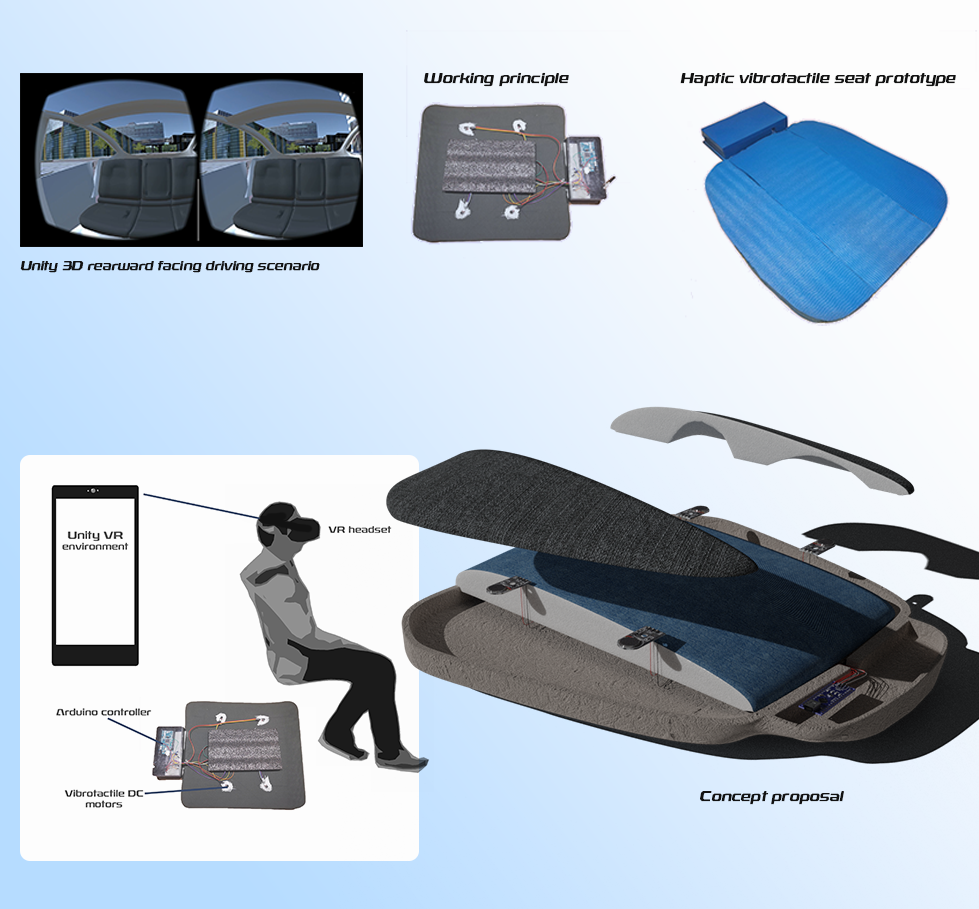 Working principle
Haptic vibrotactile seat prototype
Unity 3D rearward facing driving scenario
Unity VR
environment
VR headset
Arduino controller
Vibrotactile DC
motors
Concept proposal